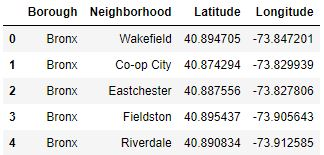 Borough Neighborhood Latitude Longitude
0 Bronx Wakefield 40.894705 -73.847201
1 Bronx Co-op City 40.874294 -73.829939
2 Bronx Eastchester 40.887556 -73.827806
3 Bronx Fieldston 40.895437 -73.905643
4 Bronx Riverdale 40.890834 -73.912585